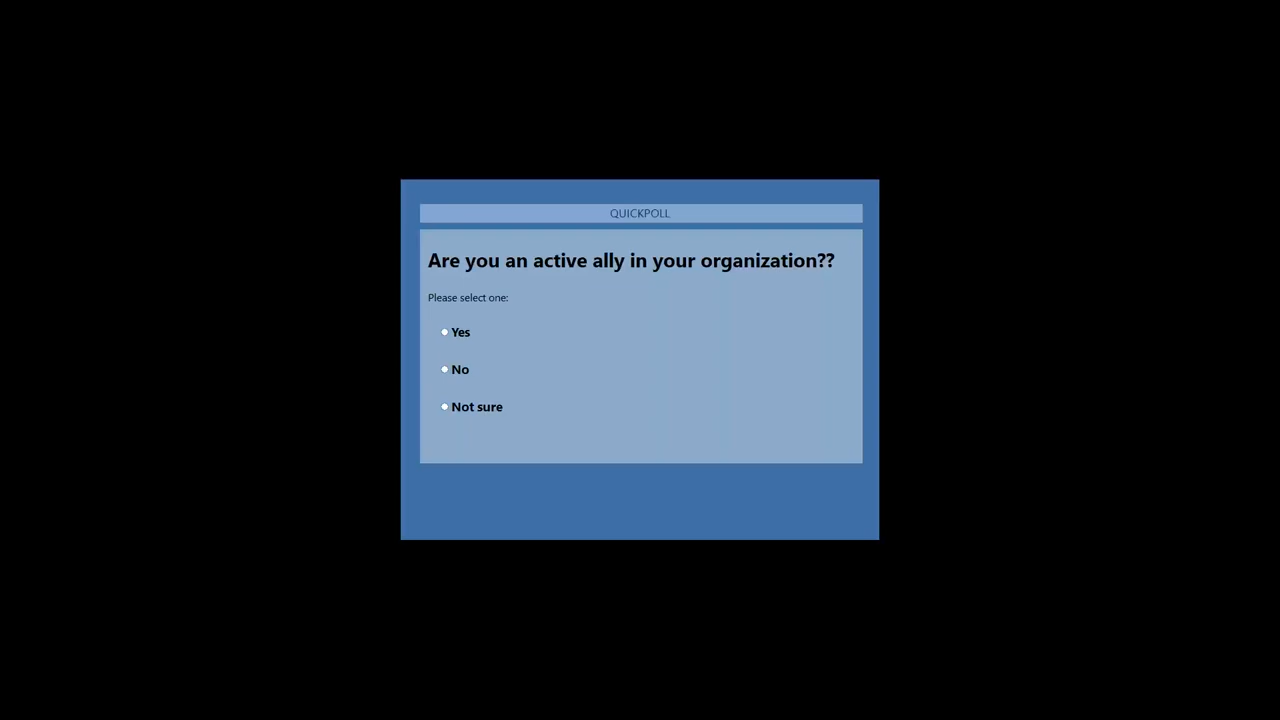 QUICKPOLL
Are you an active ally in your organization??
Please select one:
Yes
No
Not sure